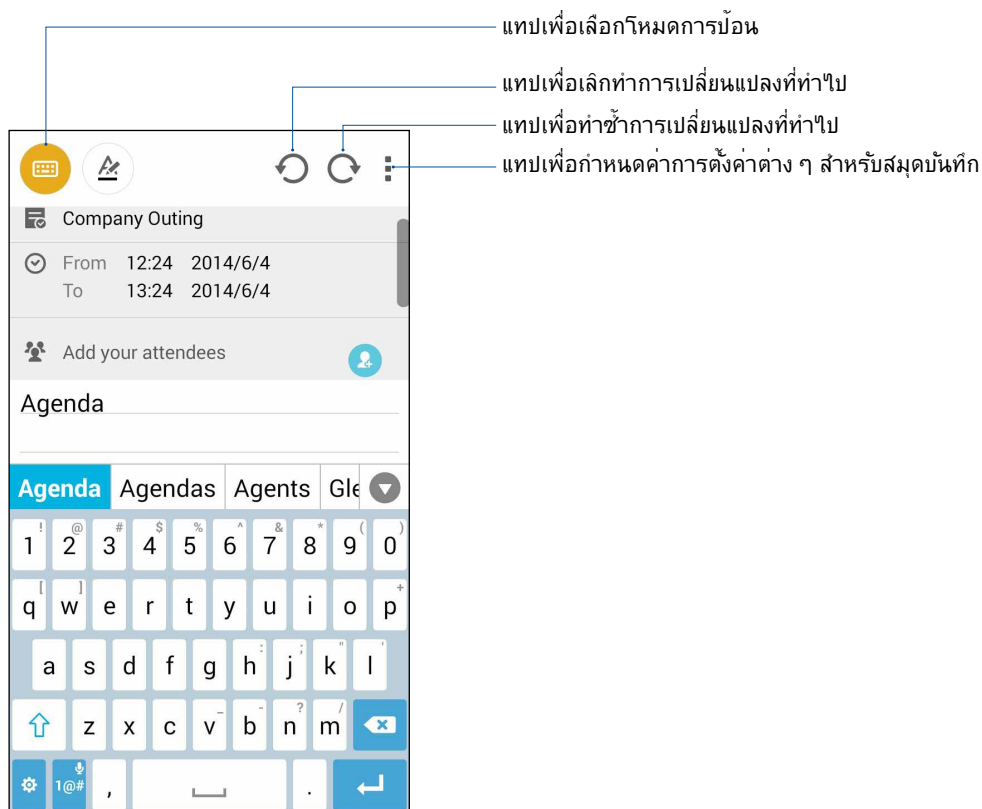 แทปเพื่อเลือกโหมดการป้อน
แทปเพื่อเลิกทำการเปลี่ยนแปลงที่ทำไป
แทปเพื่อทำซ้ำการเปลี่ยนแปลงที่ทำไป
แทปเพื่อกำหนดค่าการตั้งค่าต่าง ๆ สำหรับสมุดบันทึก
Company Outing
From 12:24 2014/6/4
To 13:24 2014/6/4
Add your attendees
Agenda
Agenda Agendas Agents Gle
! @ # $ % ^ & * ( )
1 2 3 4 5 6 7 8 9 0
[ ] +
q w e r t y u i o p
: ; " '
a s d f g h j k l
_ - ? /
z x c v b n m
1@# , .